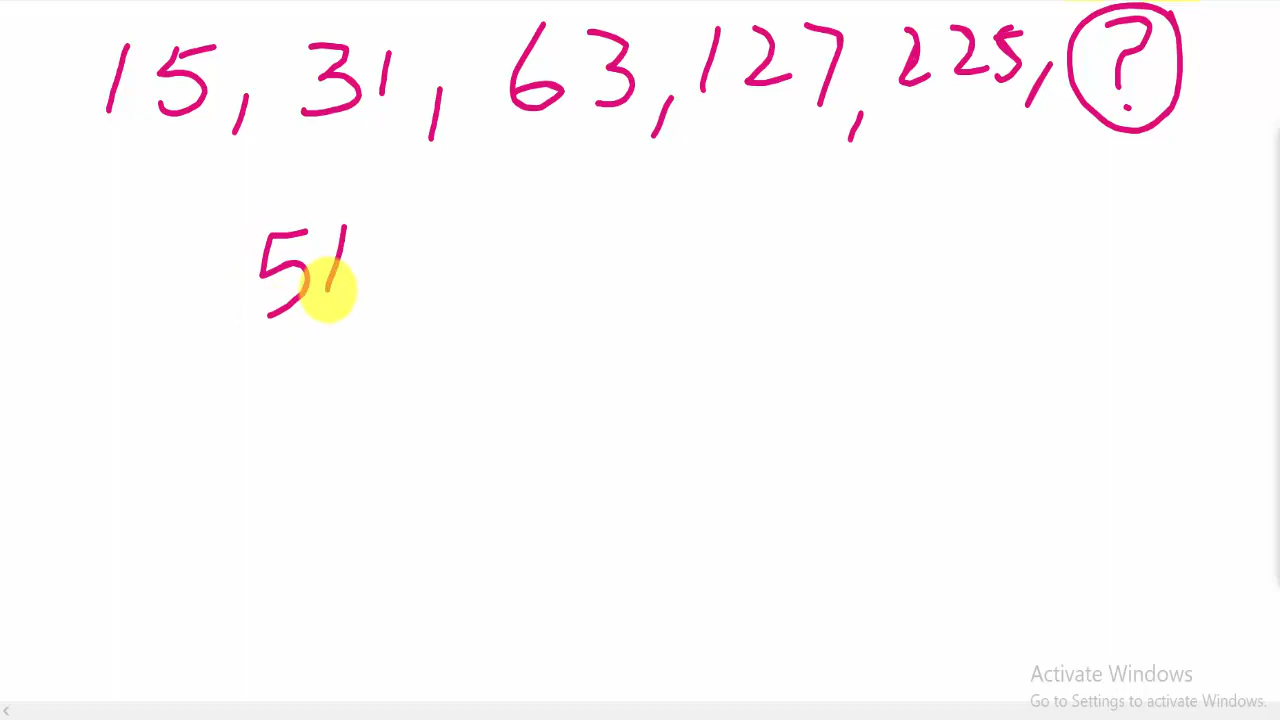 15, 31, 63, 127, 225, ?
51
Activate Windows
Go to Settings to activate Windows.